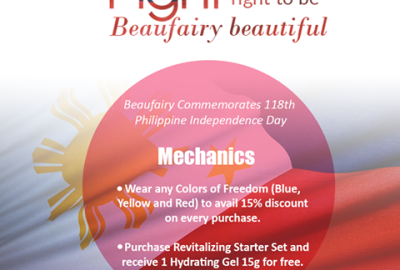 Fight right to be
Beaufairy beautiful
Beaufairy Commemorates 118th
Philippine Independence Day
Mechanics
• Wear any Colors of Freedom (Blue,
Yellow and Red) to avail 15% discount
on every purchase.
• Purchase Revitalizing Starter Set and
receive 1 Hydrating Gel 15g for free.